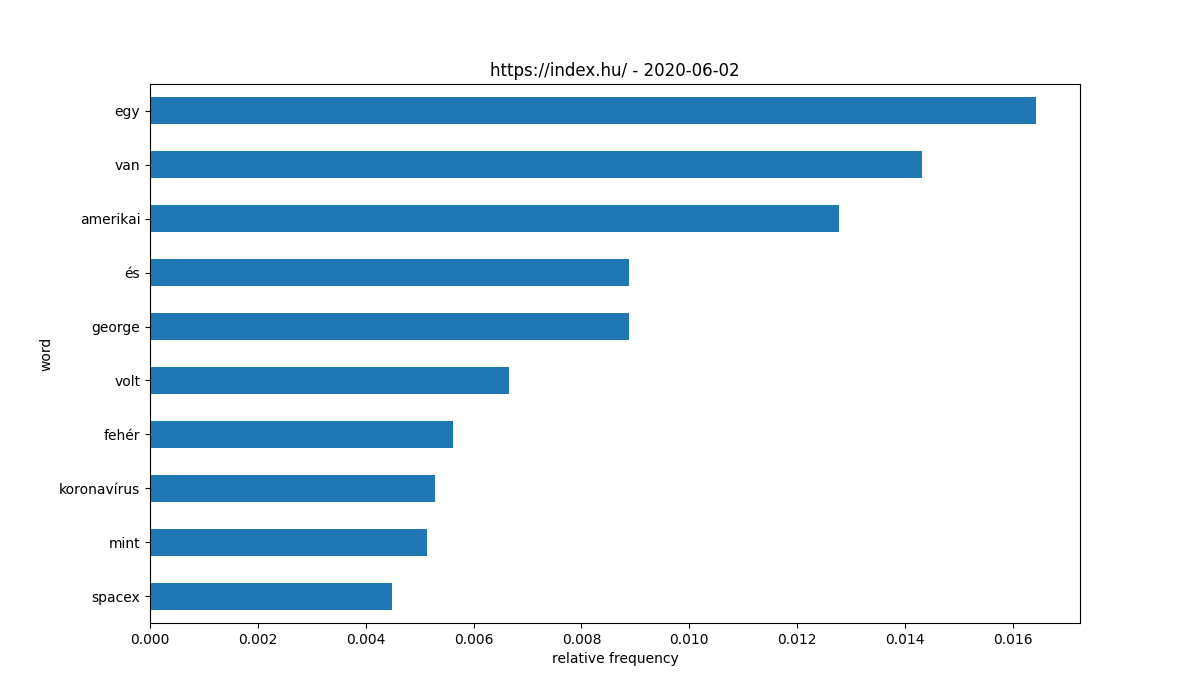 https://index.hu/ - 2020-06-02
egy
van
amerikai
és
george
volt
fehér
koronavírus
mint
spacex
word
0.000 0.002 0.004 0.006 0.008 0.010 0.012 0.014 0.016
relative frequency